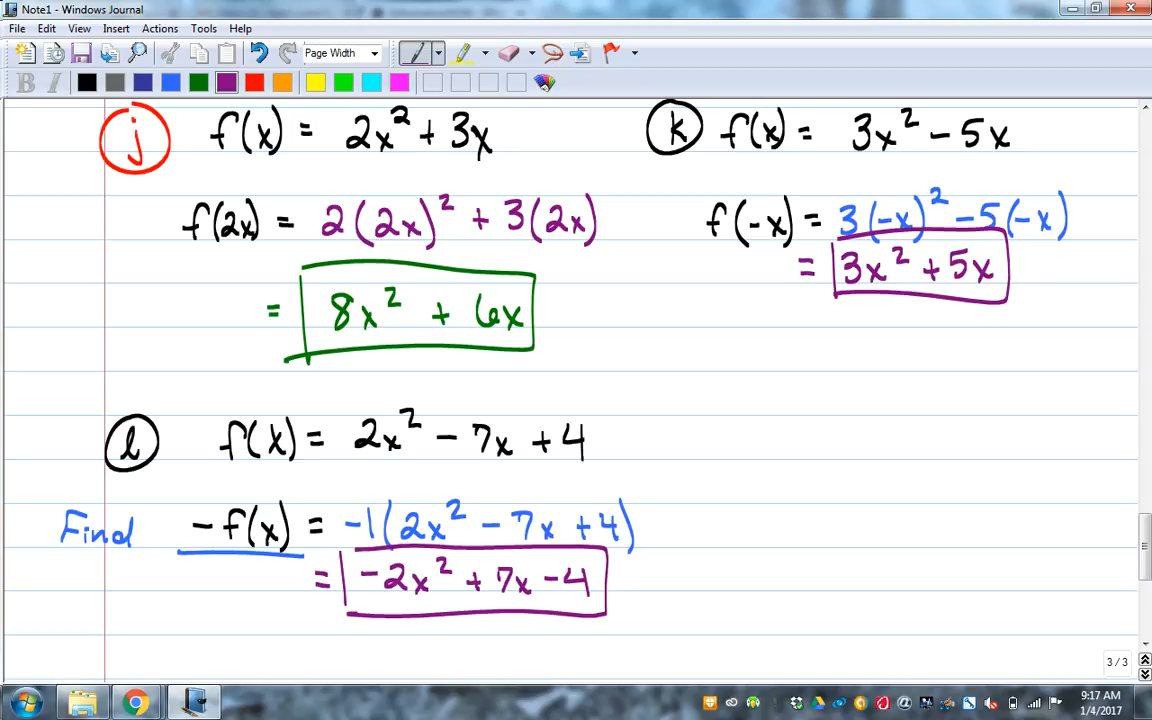 Note1 - Windows Journal
File Edit View Insert Actions Tools Help
Page Width
B I
j f(x) = 2x² + 3x
f(2x) = 2(2x)² + 3(2x)
= 8x² + 6x
k f(x) = 3x² - 5x
f(-x) = 3(-x)² - 5(-x)
= 3x² + 5x
l f(x) = 2x² - 7x + 4
Find -f(x) = -1(2x² - 7x + 4)
= -2x² + 7x - 4
3 / 3
9:17 AM
1/4/2017